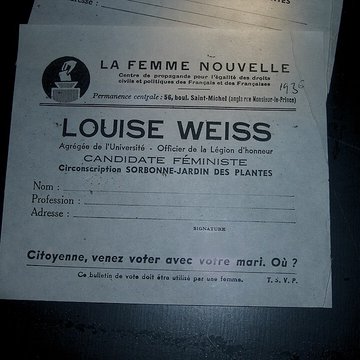 LA FEMME NOUVELLE
Centre de propagande pour l'égalité des droits
civils et politiques des Français et des Françaises
1936
Permanence centrale : 56, boul. Saint-Michel (angle rue Monsieur-le-Prince)
LOUISE WEISS
Agrégée de l'Université - Officier de la Légion d'honneur
CANDIDATE FÉMINISTE
Circonscription SORBONNE-JARDIN DES PLANTES
Nom :
Profession :
Adresse :
SIGNATURE
Citoyenne, venez voter avec votre mari. Où ?
Ce bulletin de vote doit être utilisé par une femme.
T. S. V. P.